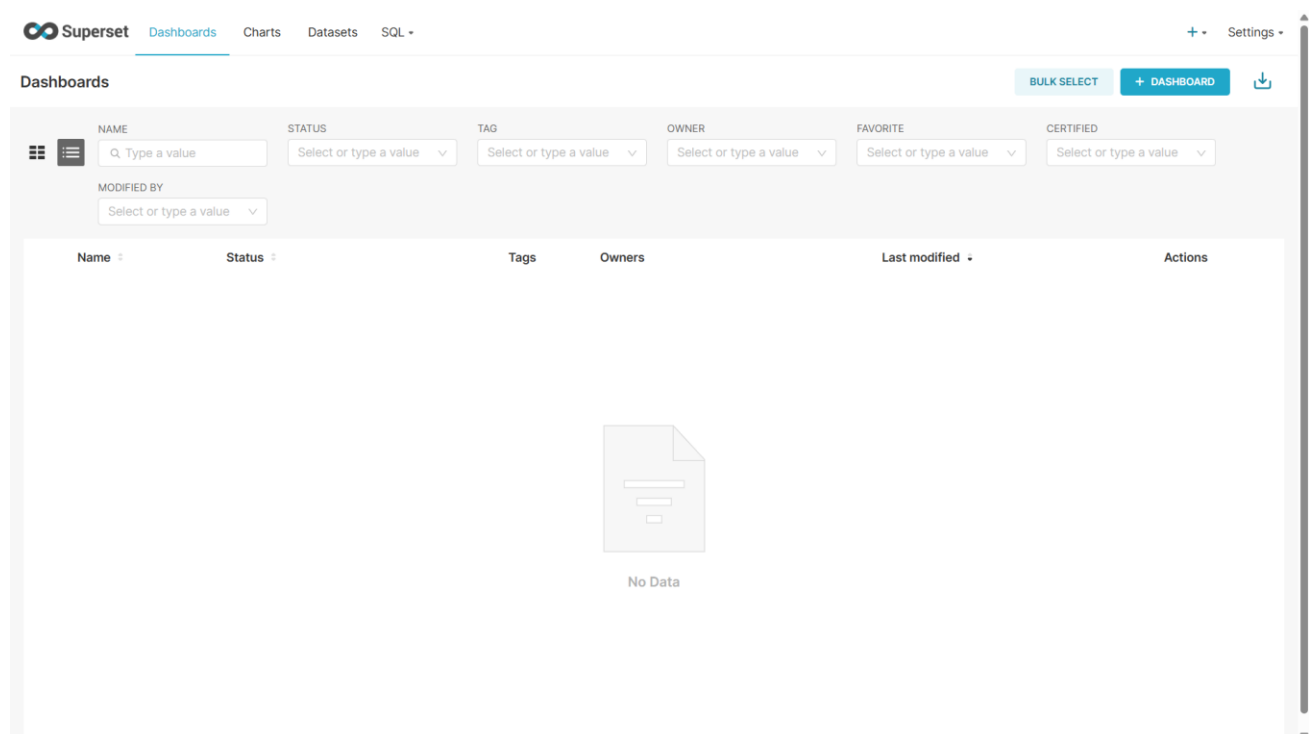 Superset Dashboards Charts Datasets SQL + Settings
Dashboards BULK SELECT + DASHBOARD
NAME STATUS TAG OWNER FAVORITE CERTIFIED
Type a value Select or type a value Select or type a value Select or type a value Select or type a value Select or type a value
MODIFIED BY
Select or type a value
Name Status Tags Owners Last modified Actions
No Data